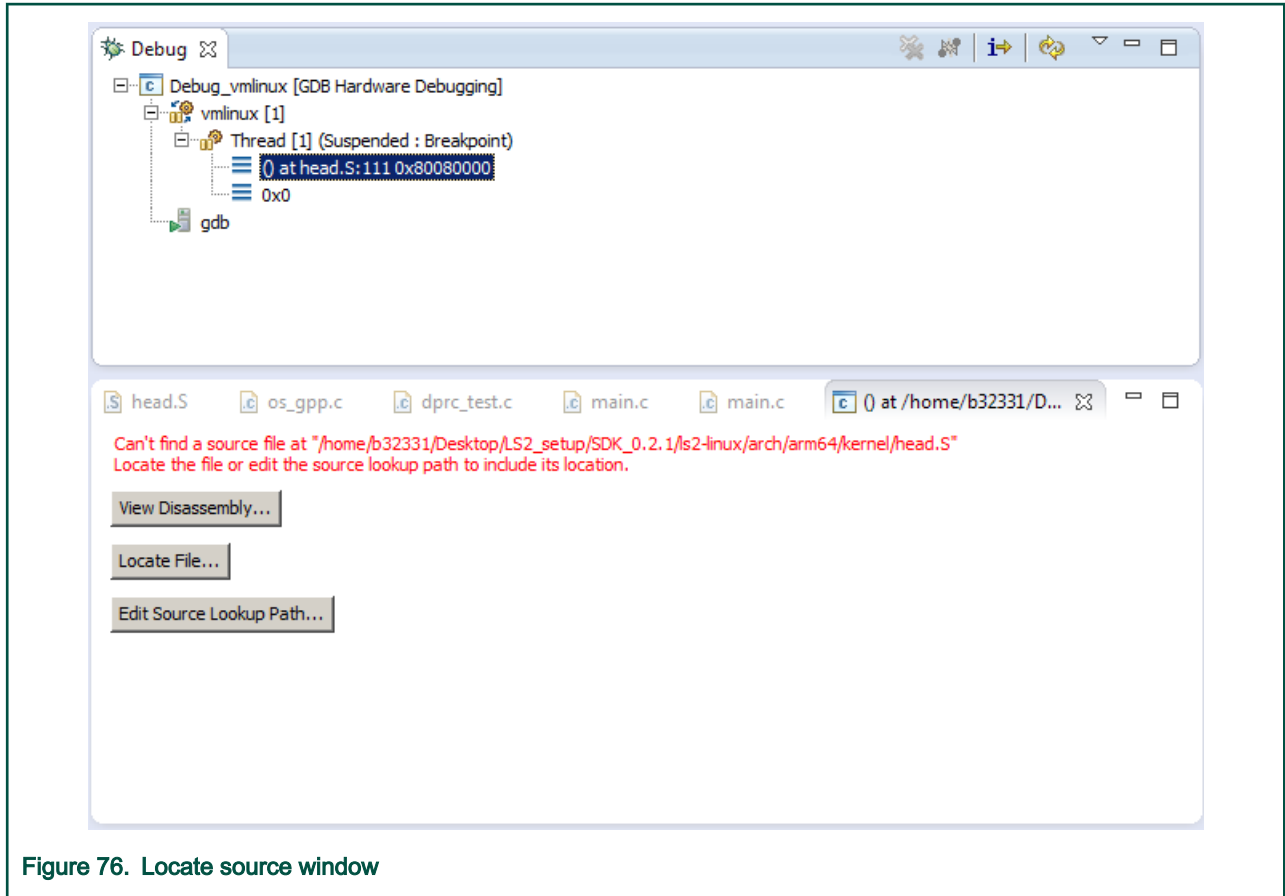 Debug
Debug_vmlinux [GDB Hardware Debugging]
vmlinux [1]
Thread [1] (Suspended : Breakpoint)
() at head.S:111 0x80080000
0x0
gdb
head.S os_gpp.c dprc_test.c main.c main.c () at /home/b32331/D...
Can't find a source file at "/home/b32331/Desktop/LS2_setup/SDK_0.2.1/ls2-linux/arch/arm64/kernel/head.S"
Locate the file or edit the source lookup path to include its location.
View Disassembly...
Locate File...
Edit Source Lookup Path...
Figure 76. Locate source window